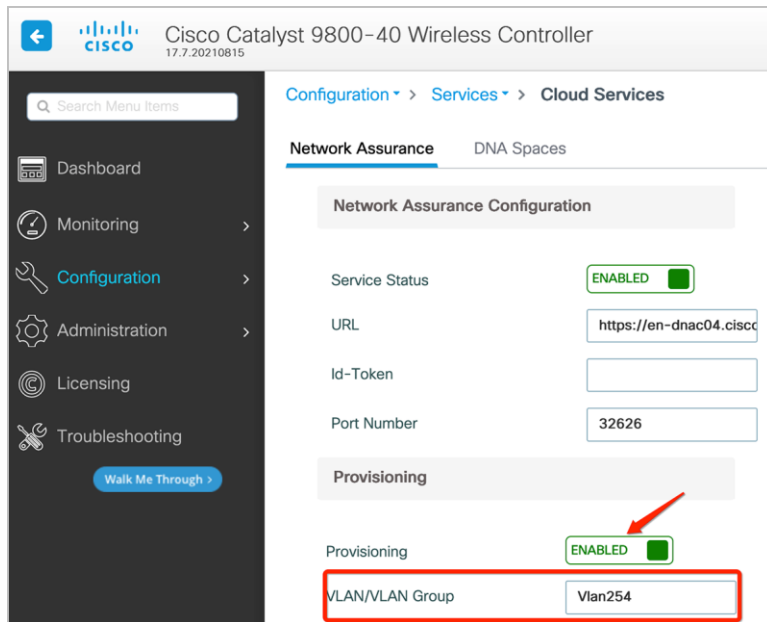 CISCO
Cisco Catalyst 9800-40 Wireless Controller
17.7.20210815
Search Menu Items
Dashboard
Monitoring
Configuration
Administration
Licensing
Troubleshooting
Walk Me Through >
Configuration > Services > Cloud Services
Network Assurance DNA Spaces
Network Assurance Configuration
Service Status ENABLED
URL https://en-dnac04.cisco
Id-Token
Port Number 32626
Provisioning
Provisioning ENABLED
VLAN/VLAN Group Vlan254